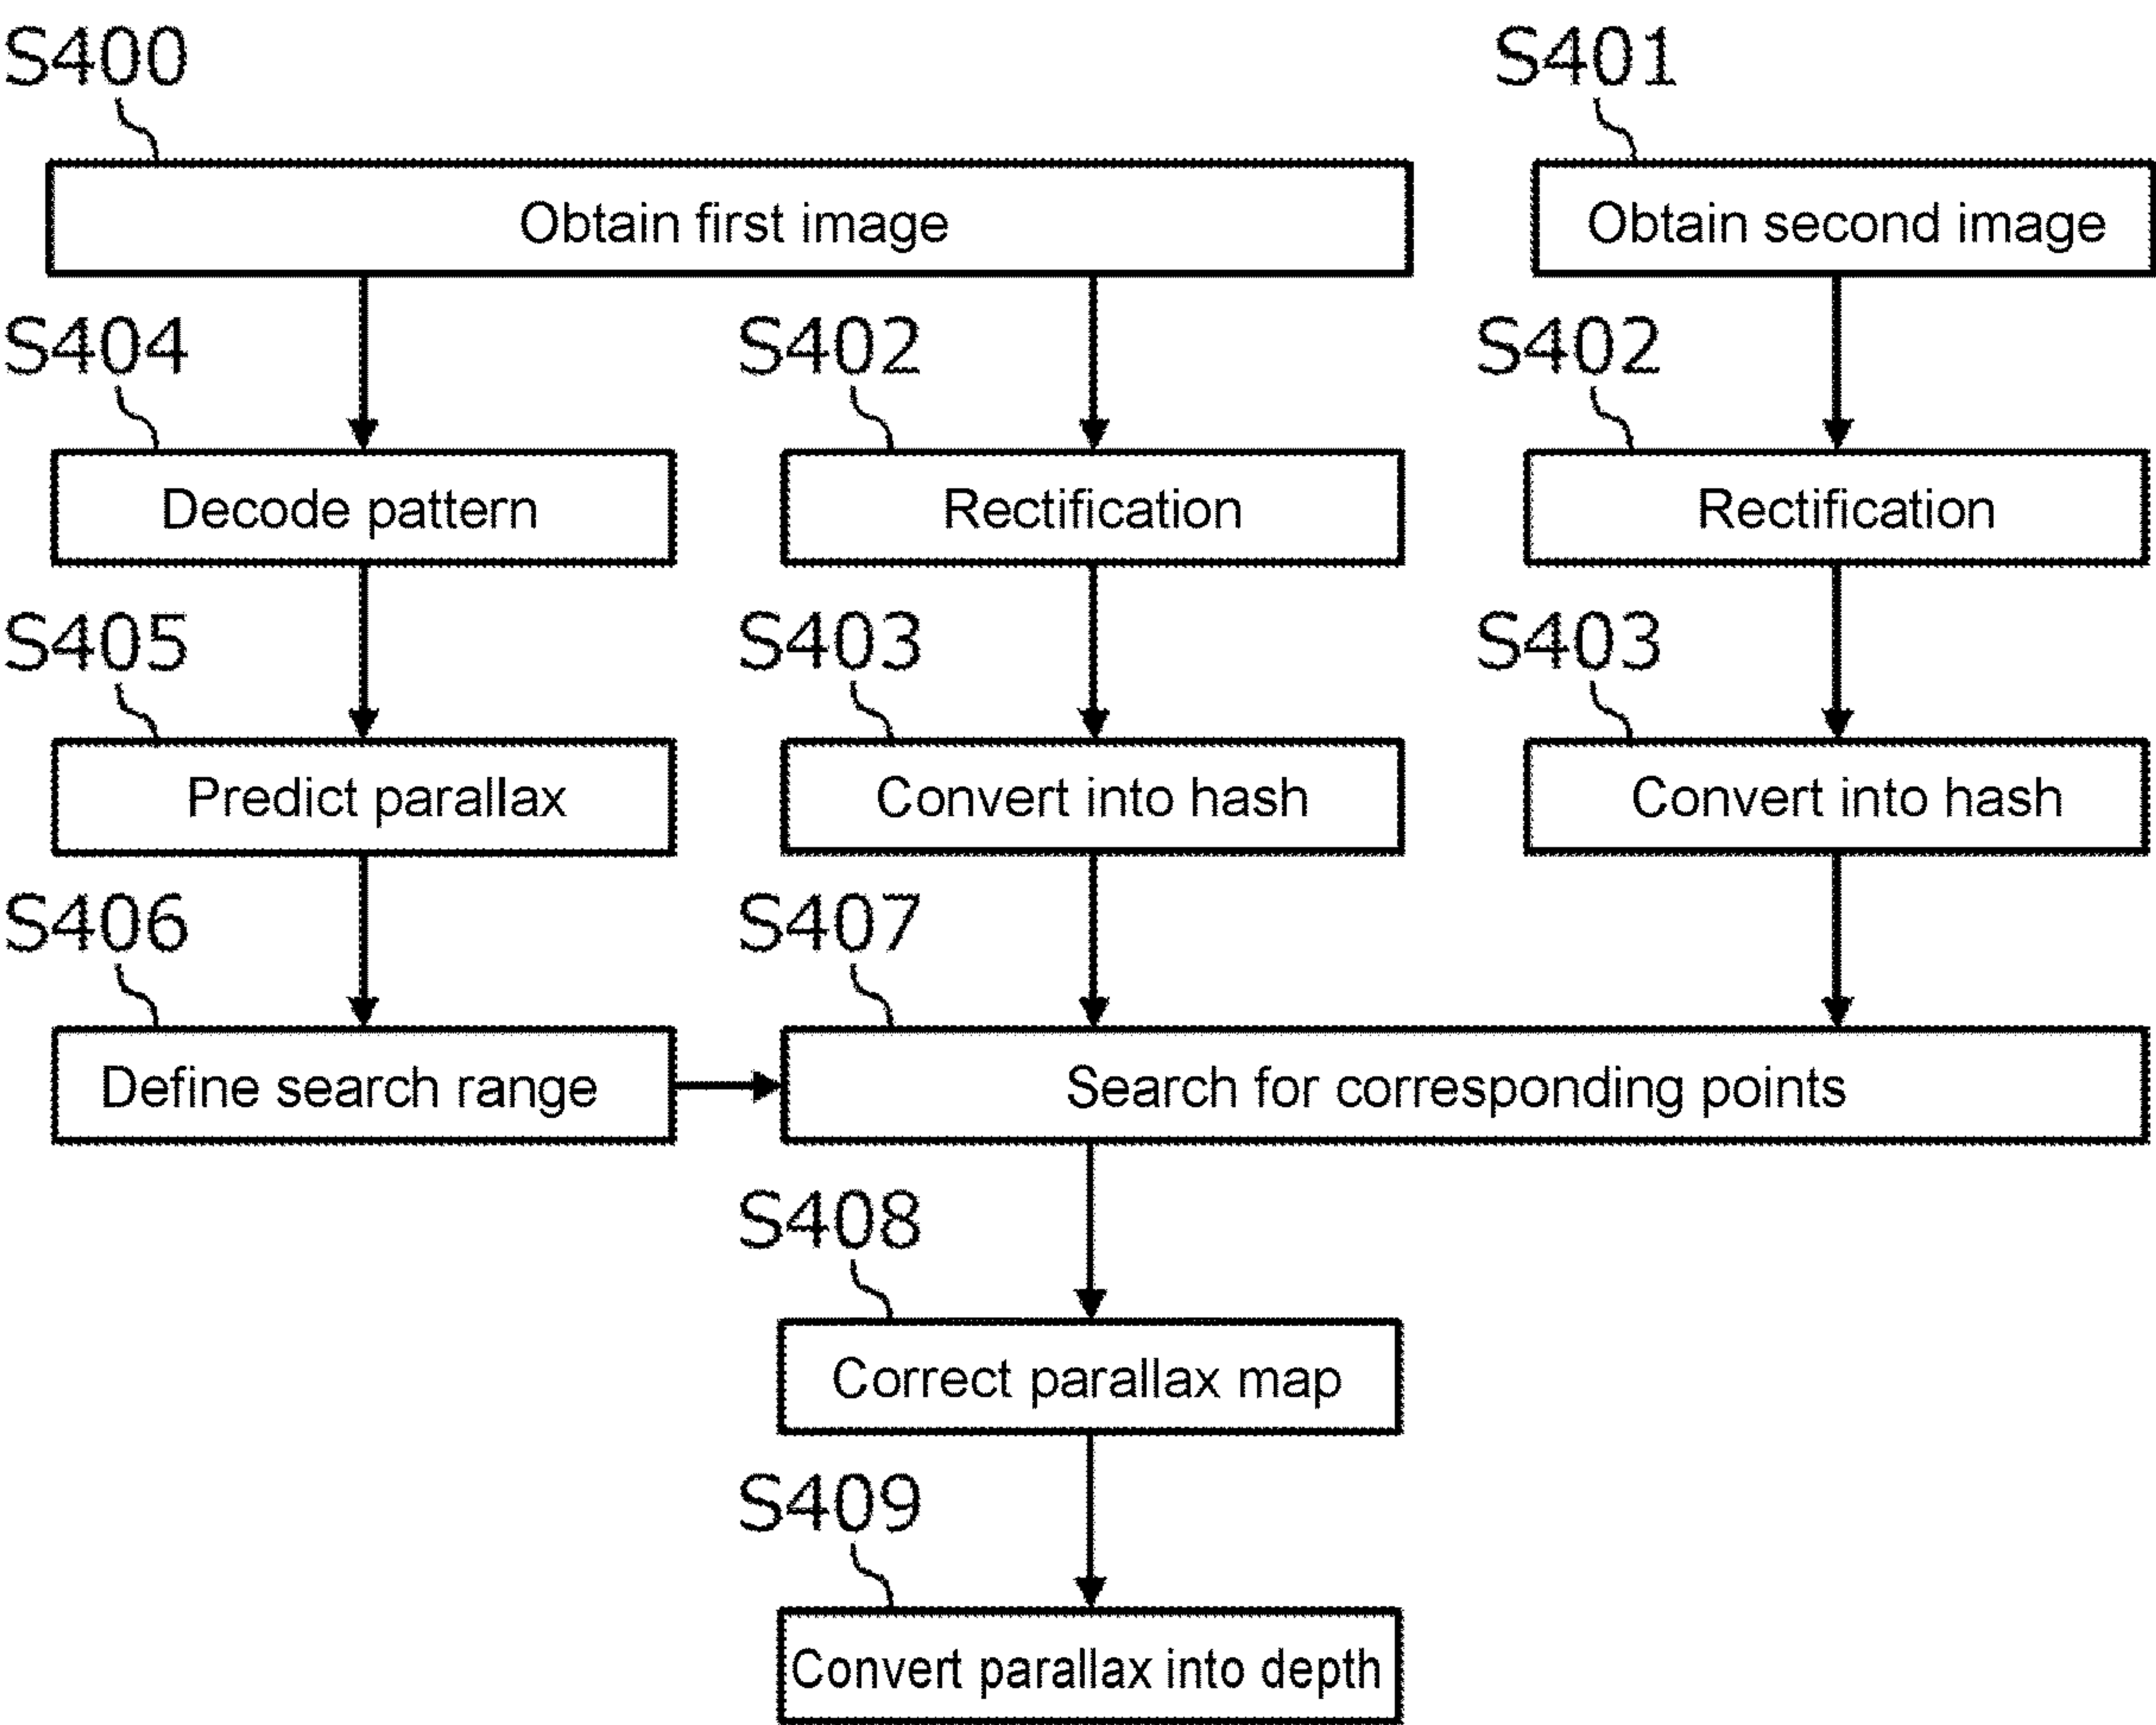 S400
S401
Obtain first image
Obtain second image
S404
S402
S402
Decode pattern
Rectification
Rectification
S405
S403
S403
Predict parallax
Convert into hash
Convert into hash
S406
S407
Define search range
Search for corresponding points
S408
Correct parallax map
S409
Convert parallax into depth